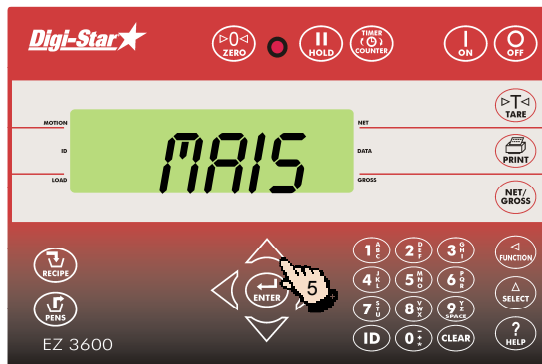 Digi-Star
▷0◁ ZERO
HOLD
TIMER COUNTER
ON
OFF
▷T◁ TARE
MOTION
NET
MAIS
ID
DATA
PRINT
LOAD
GROSS
NET/
GROSS
RECIPE
1 A B C
2 D E F
3 G H I
FUNCTION
ENTER
5
4 J K L
5 M N O
6 P Q R
SELECT
PENS
7 S T U
8 V W X
9 Y Z SPACE
EZ 3600
ID
0 - + *
CLEAR
? HELP